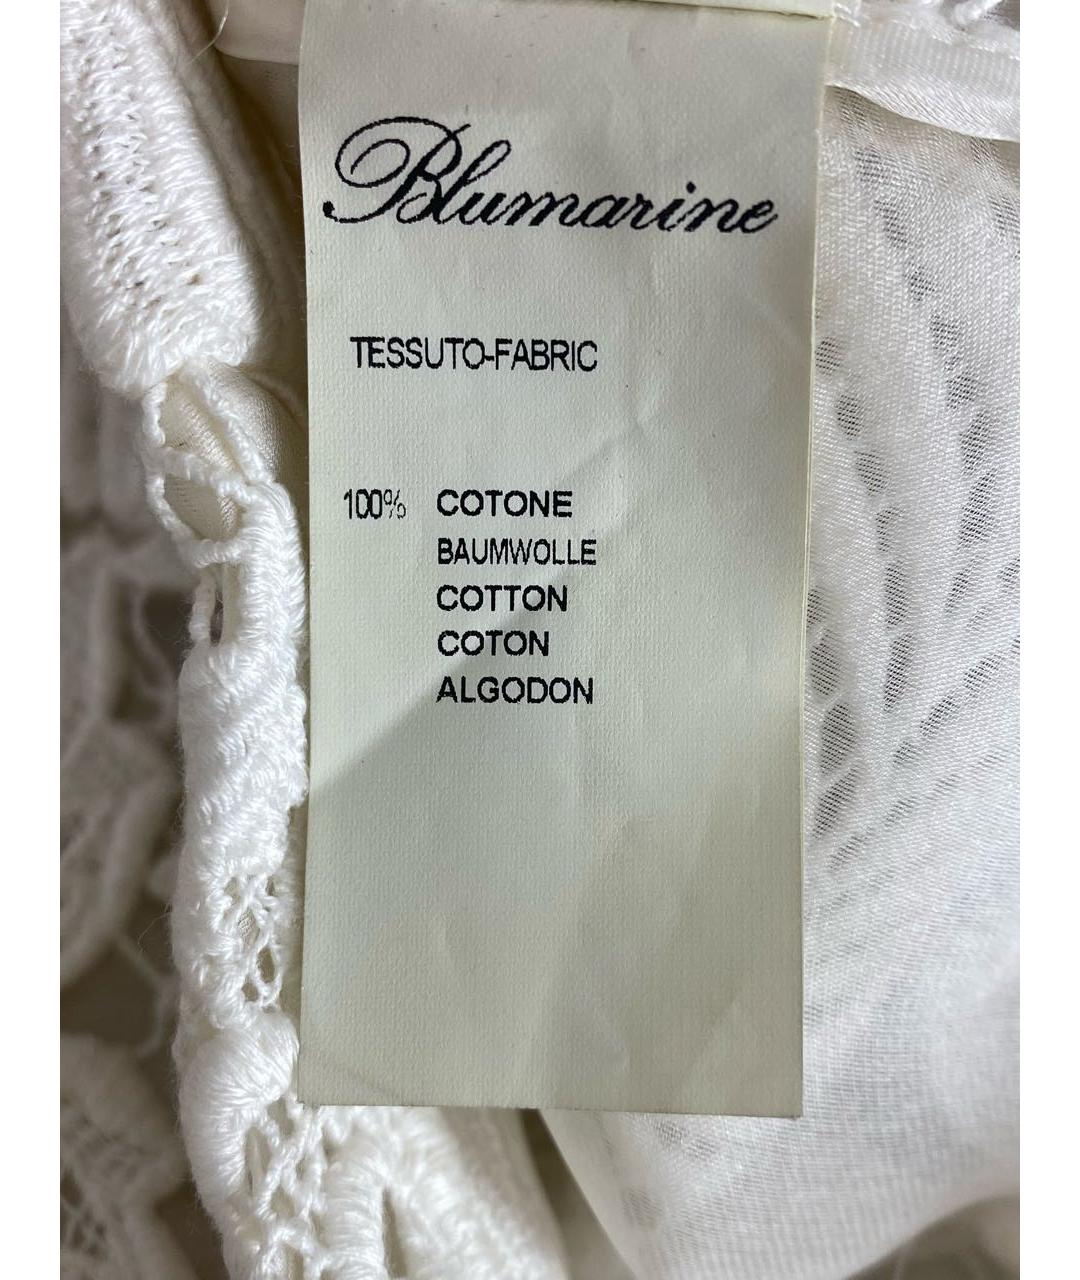 Blumarine
TESSUTO-FABRIC
100% COTONE
BAUMWOLLE
COTTON
COTON
ALGODON